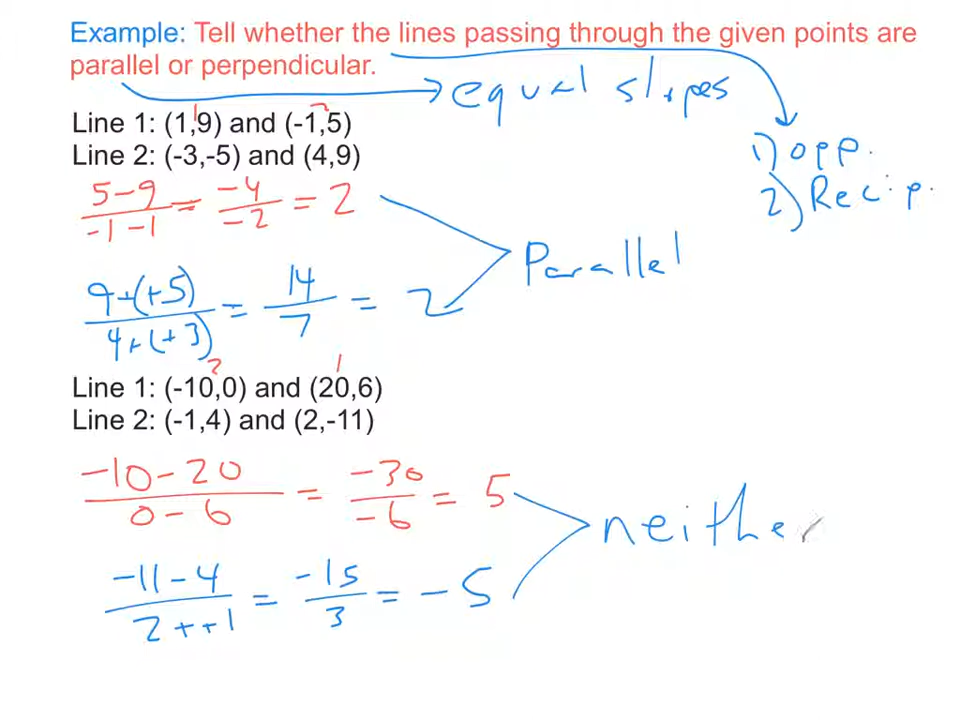 Example: Tell whether the lines passing through the given points are
parallel or perpendicular.
equal slopes
1) opp.
2) Recip.
1 2
Line 1: (1,9) and (-1,5)
Line 2: (-3,-5) and (4,9)
5-9/-1-1 = -4/-2 = 2
9+(+5)/4+(+3) = 14/7 = 2
Parallel
2 1
Line 1: (-10,0) and (20,6)
Line 2: (-1,4) and (2,-11)
-10-20/0-6 = -30/-6 = 5
-11-4/2++1 = -15/3 = -5
neither